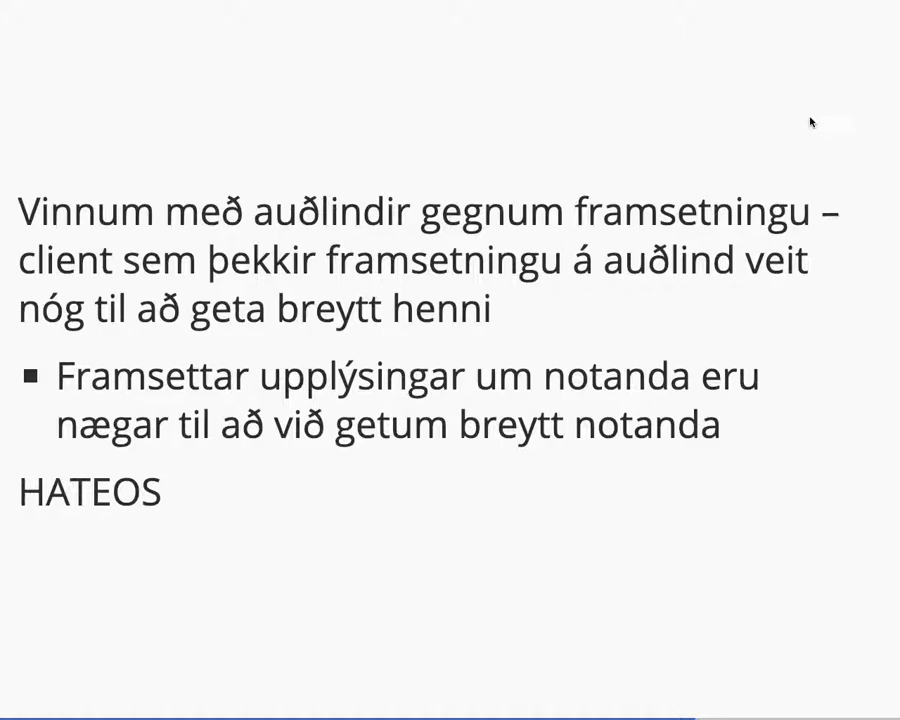 Vinnum með auðlindir gegnum framsetningu –
client sem þekkir framsetningu á auðlind veit
nóg til að geta breytt henni
▪ Framsettar upplýsingar um notanda eru
nægar til að við getum breytt notanda
HATEOS